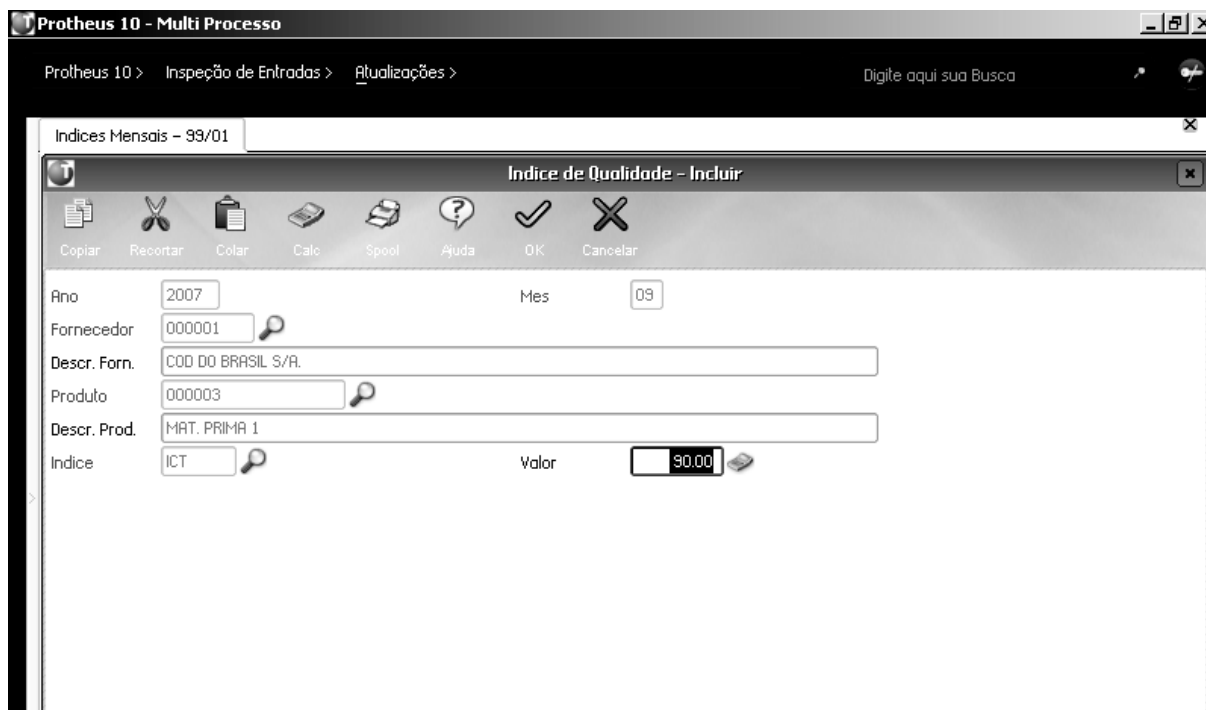 Protheus 10 - Multi Processo
Protheus 10 > Inspeção de Entradas > Atualizações > Digite aqui sua Busca
Indices Mensais - 99/01
Indice de Qualidade - Incluir
Copiar Recortar Colar Calc Spool Ajuda OK Cancelar
Ano 2007 Mes 09
Fornecedor 000001
Descr. Forn. COD DO BRASIL S/A.
Produto 000003
Descr. Prod. MAT. PRIMA 1
Indice ICT Valor 90.00